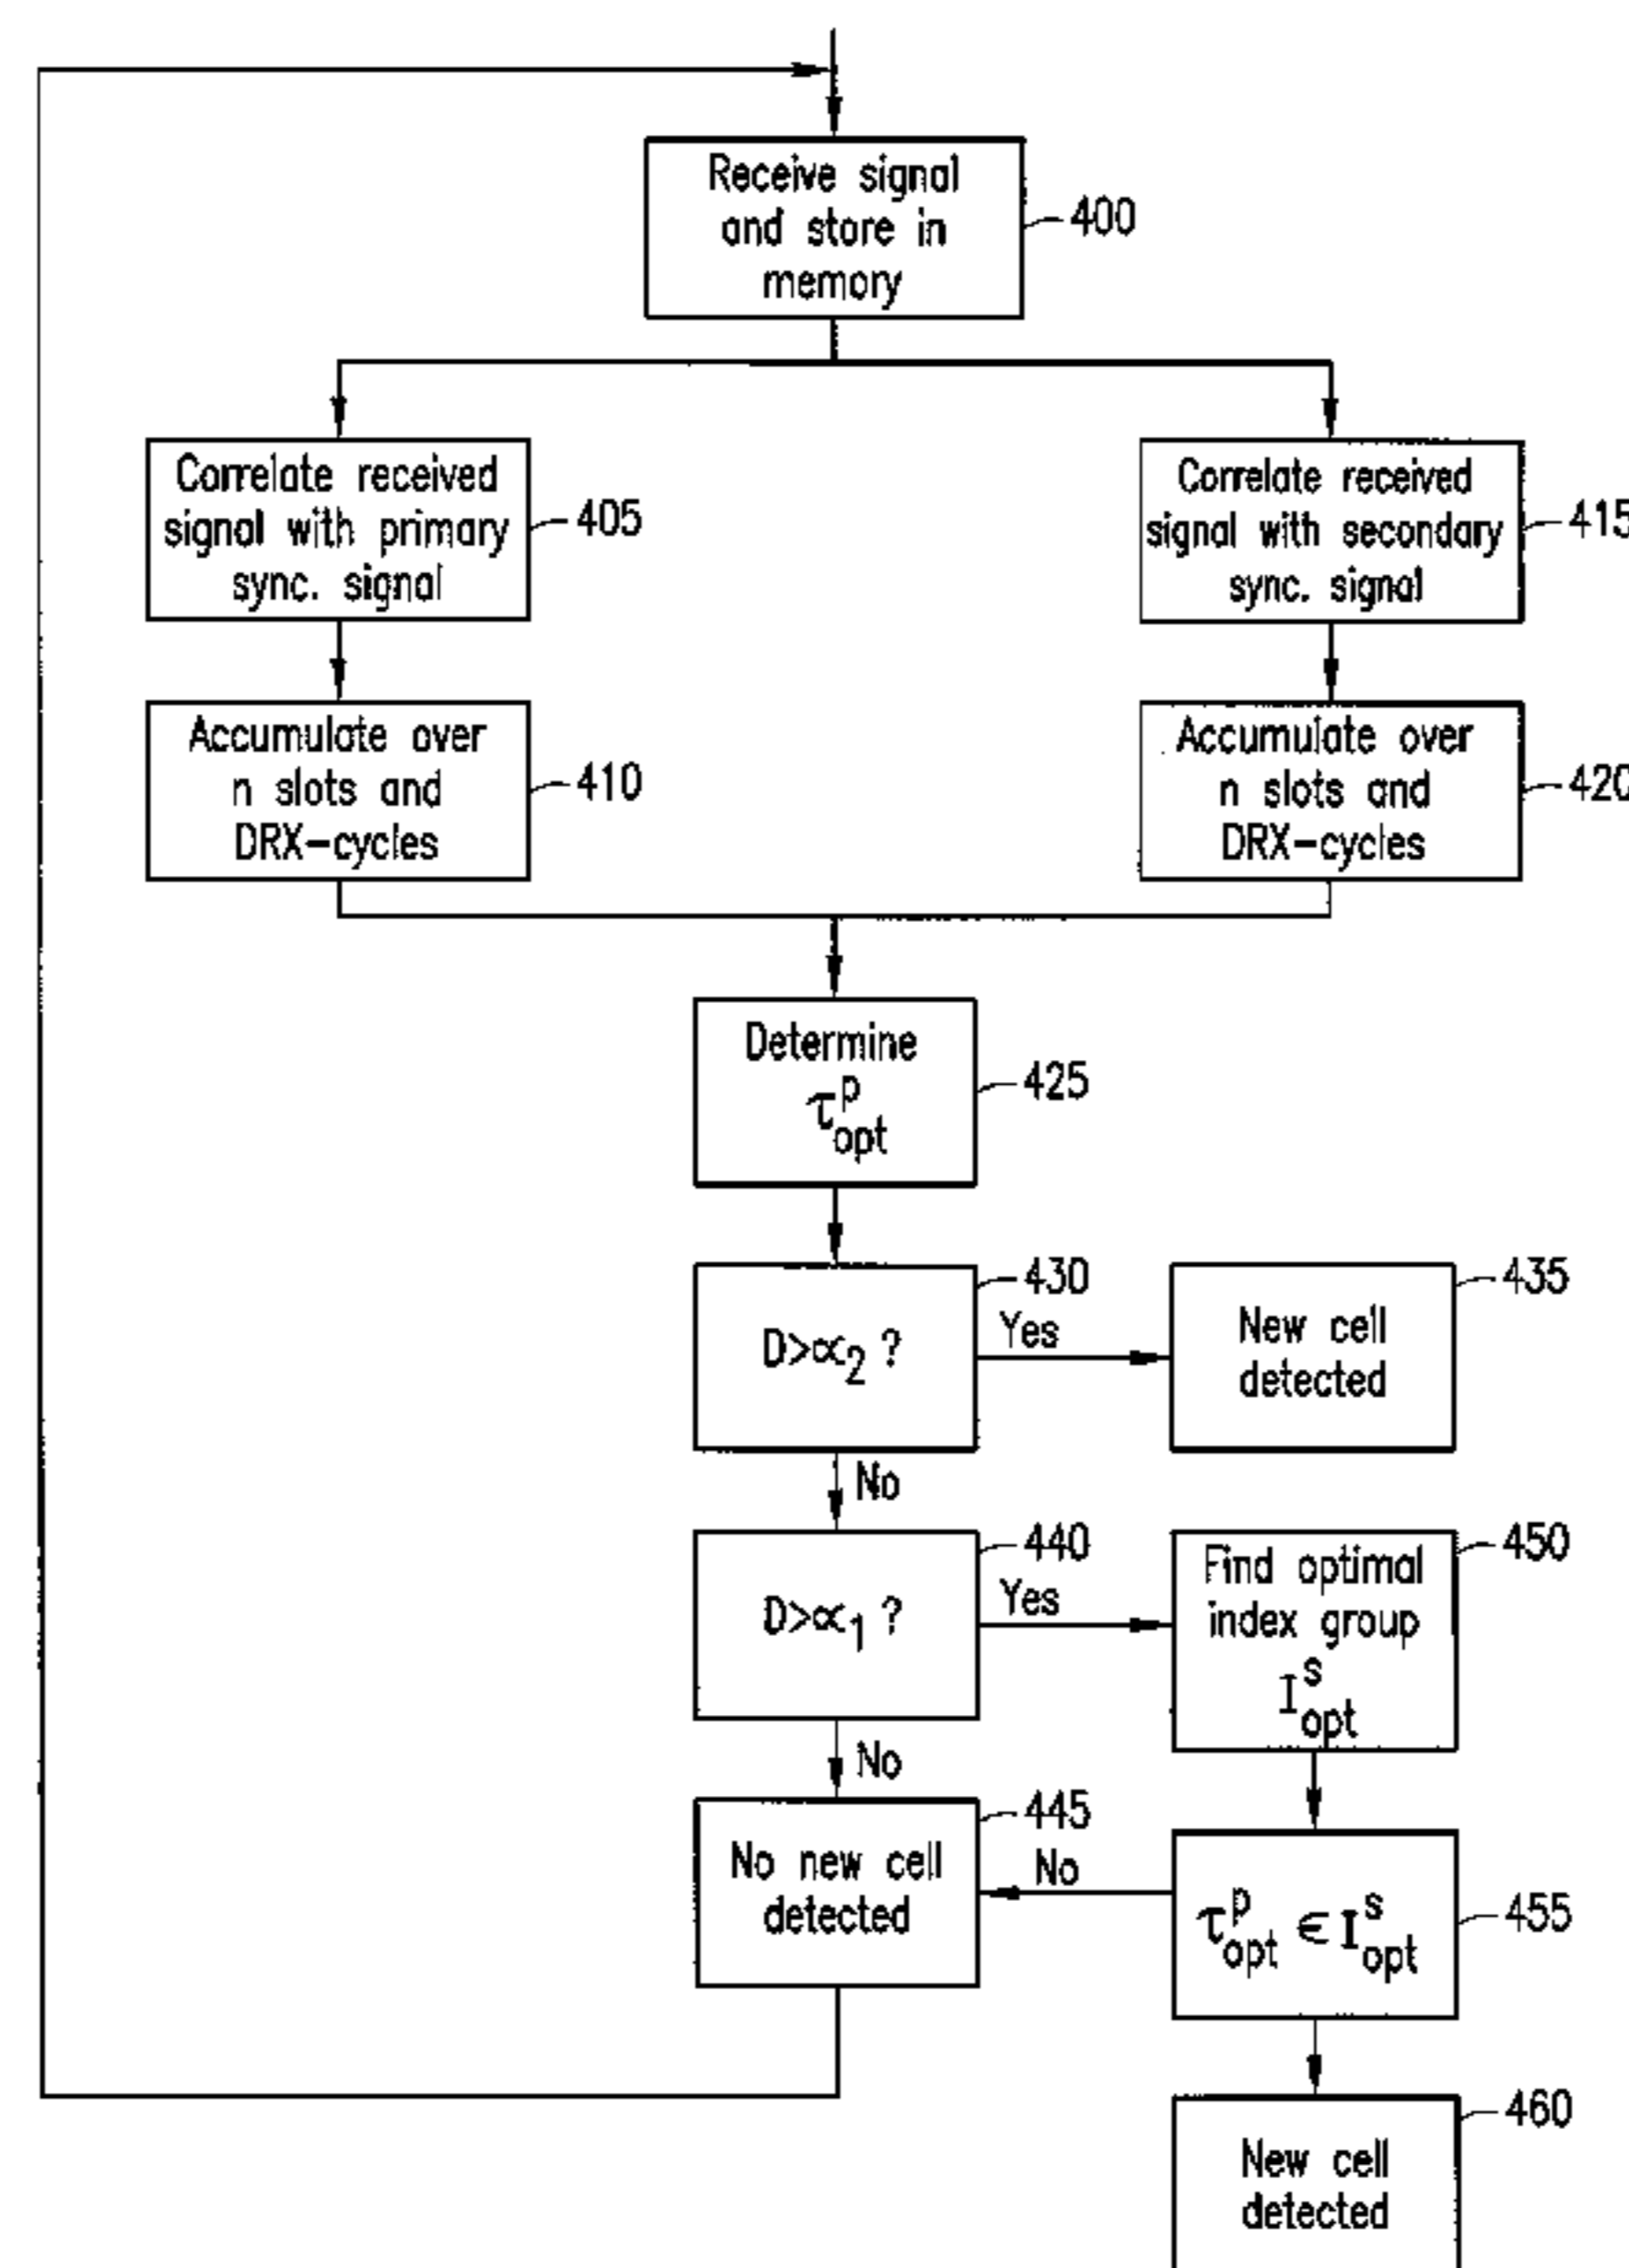 Receive signal
and store in
memory
400
Correlate received
signal with primary
sync. signal
405
Correlate received
signal with secondary
sync. signal
415
Accumulate over
n slots and
DRX-cycles
410
Accumulate over
n slots and
DRX-cycles
420
Determine
τ^p_opt
425
D>α₂ ?
430
Yes
New cell
detected
435
No
D>α₁ ?
440
Yes
Find optimal
index group
I^s_opt
450
No
No new cell
detected
445
No
τ^p_opt ∈ I^s_opt
455
New cell
detected
460